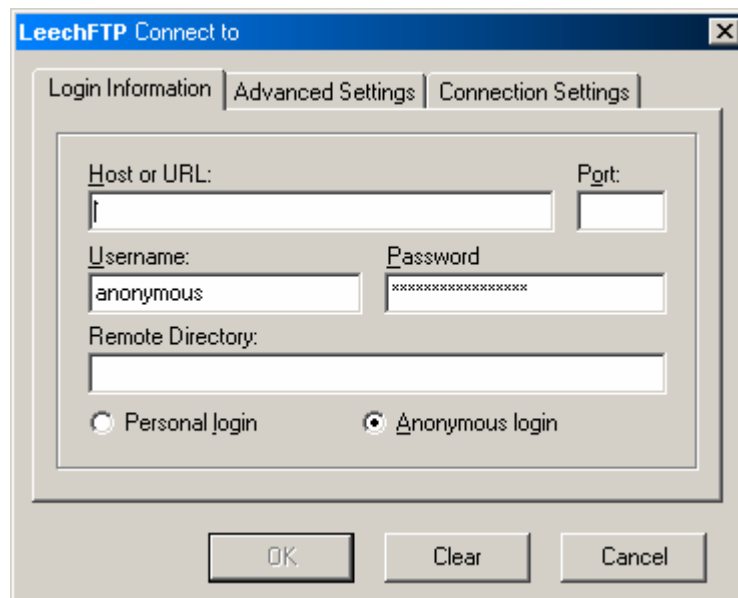 LeechFTP Connect to
Login Information Advanced Settings Connection Settings
Host or URL: Port:
Username: Password
anonymous *****************
Remote Directory:
Personal login Anonymous login
OK Clear Cancel